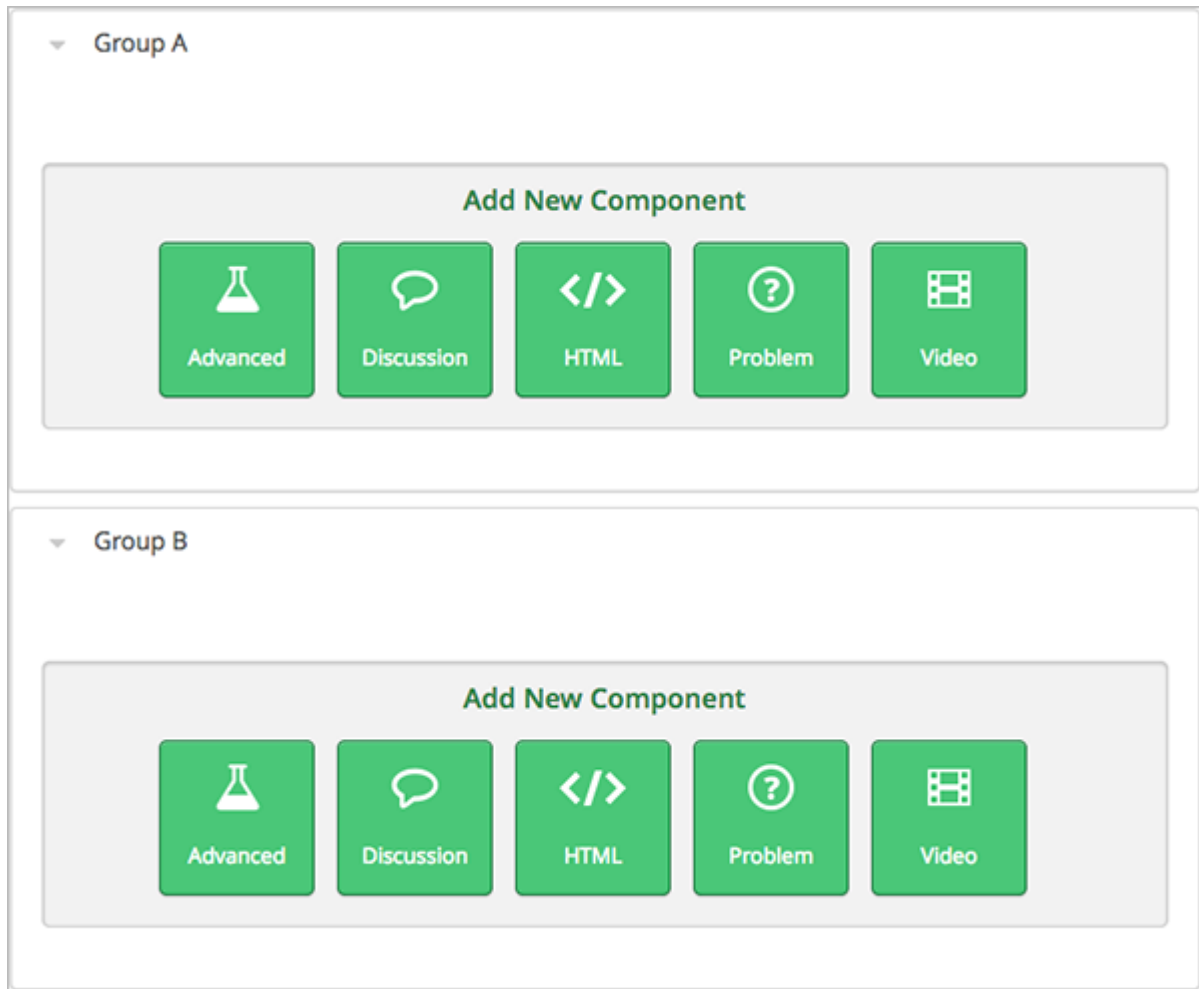 Group A
Add New Component
Advanced Discussion HTML Problem Video
Group B
Add New Component
Advanced Discussion HTML Problem Video